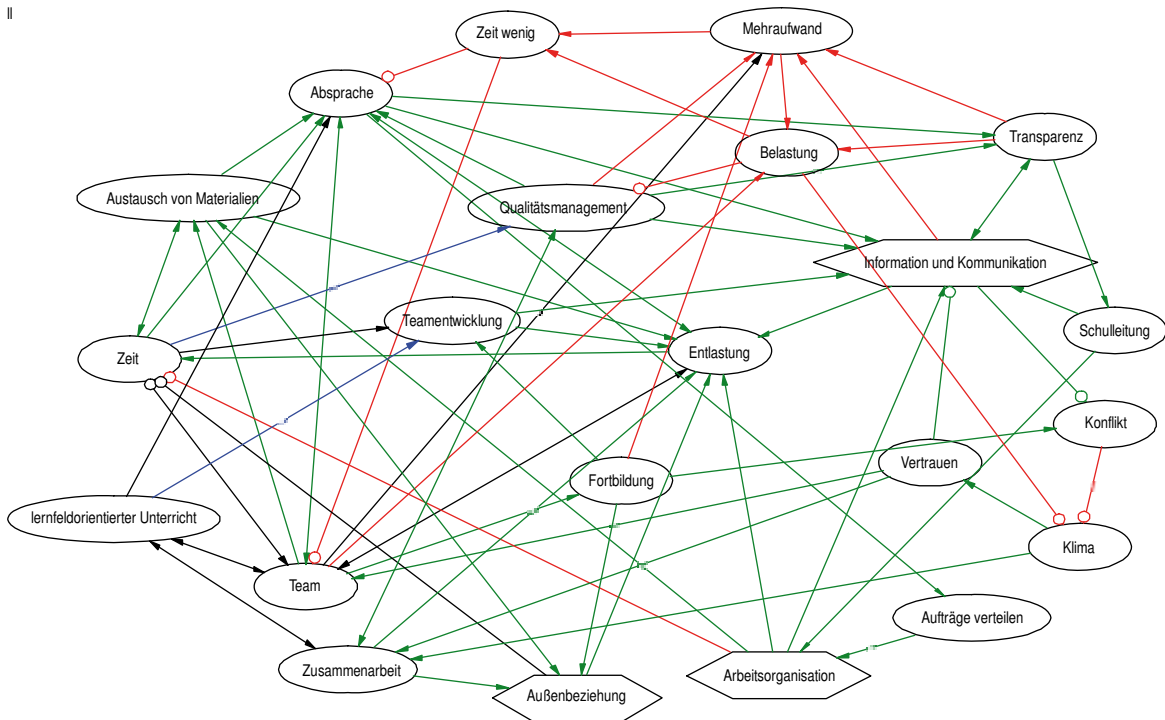 II
Zeit wenig
Mehraufwand
Absprache
Transparenz
Belastung
Austausch von Materialien
Qualitätsmanagement
Information und Kommunikation
Teamentwicklung
Schulleitung
Zeit
Entlastung
Konflikt
Vertrauen
Fortbildung
lernfeldorientierter Unterricht
Klima
Team
Aufträge verteilen
Zusammenarbeit
Arbeitsorganisation
Außenbeziehung